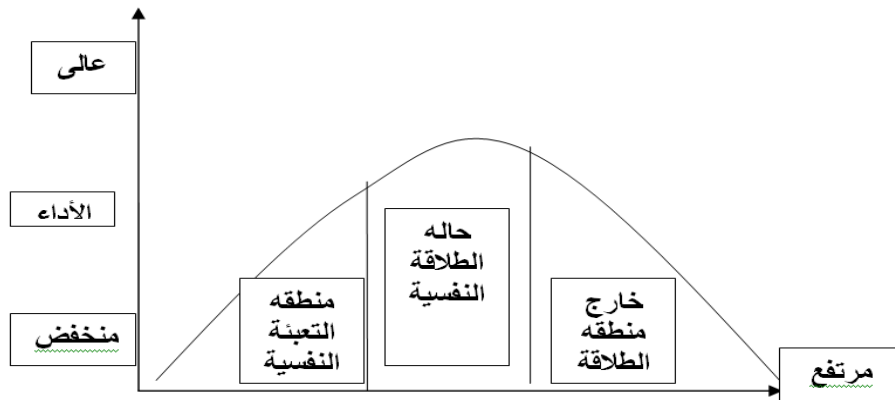 عالى
الأداء
منخفض
منطقه
التعبئة
النفسية
حاله
الطلاقة
النفسية
خارج
منطقه
الطلاقة
مرتفع